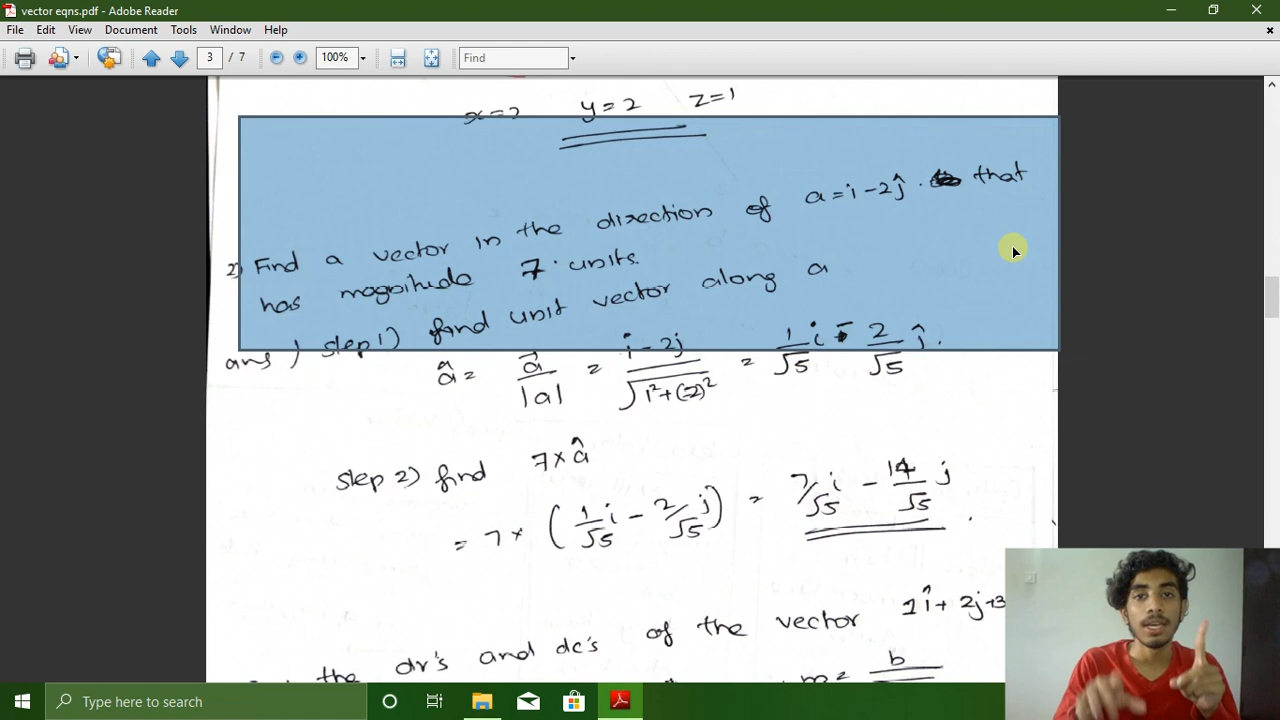 vector eqns.pdf - Adobe Reader
File Edit View Document Tools Window Help
3 / 7 100% Find
x=2 y=2 z=1
2) Find a vector in the direction of a=i-2ĵ. that
has magnitude 7 units.
ans) step 1) find unit vector along a
â = a⃗/|a| = i-2j/√1²+(-2)² = 1/√5 i - 2/√5 ĵ.
step 2) find 7×â
= 7× (1/√5 i - 2/√5 j) = 7/√5 i - 14/√5 j
the dr's and dc's of the vector 1î+2j+3
m= b
Type here to search